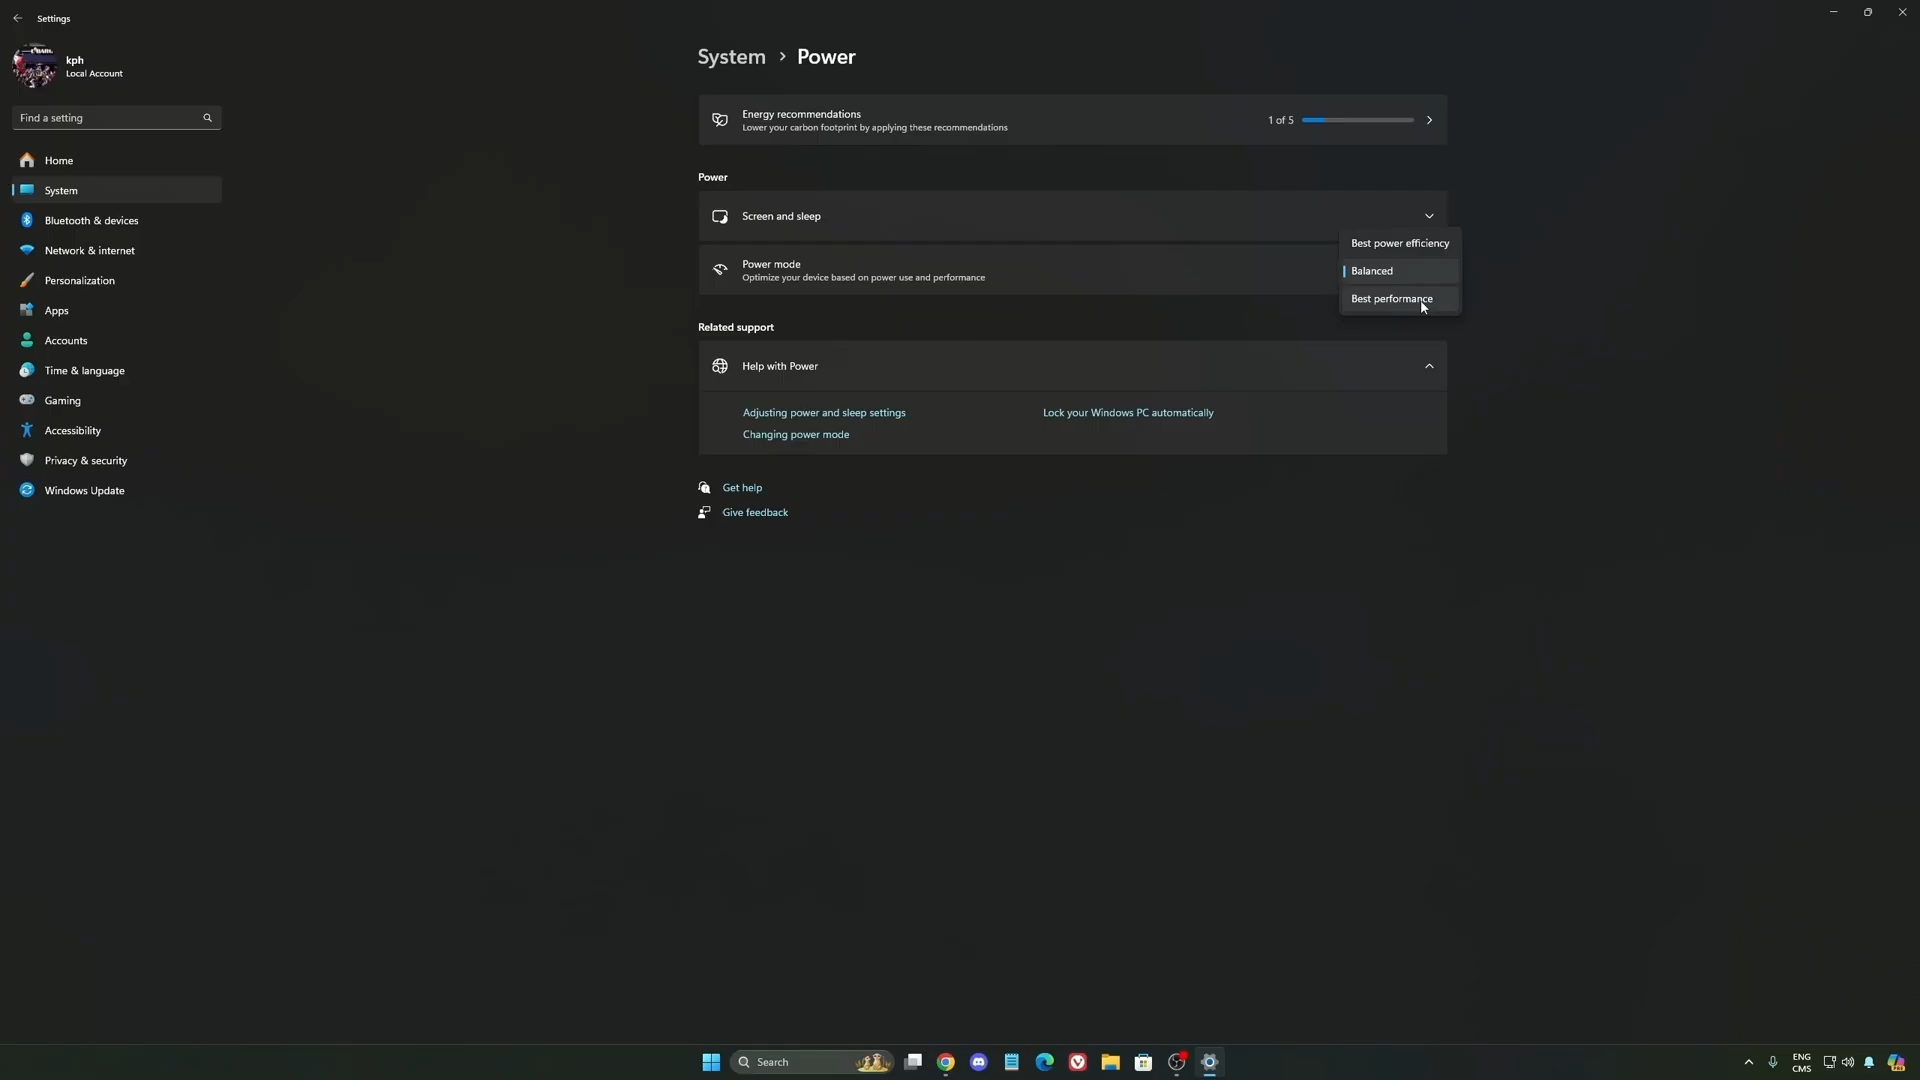 Settings
kph
Local Account
Find a setting
Home
System
Bluetooth & devices
Network & internet
Personalization
Apps
Accounts
Time & language
Gaming
Accessibility
Privacy & security
Windows Update
System > Power
Energy recommendations
Lower your carbon footprint by applying these recommendations
1 of 5
Power
Screen and sleep
Power mode
Optimize your device based on power use and performance
Best power efficiency
Balanced
Best performance
Related support
Help with Power
Adjusting power and sleep settings
Lock your Windows PC automatically
Changing power mode
Get help
Give feedback
Search
ENG
CMS